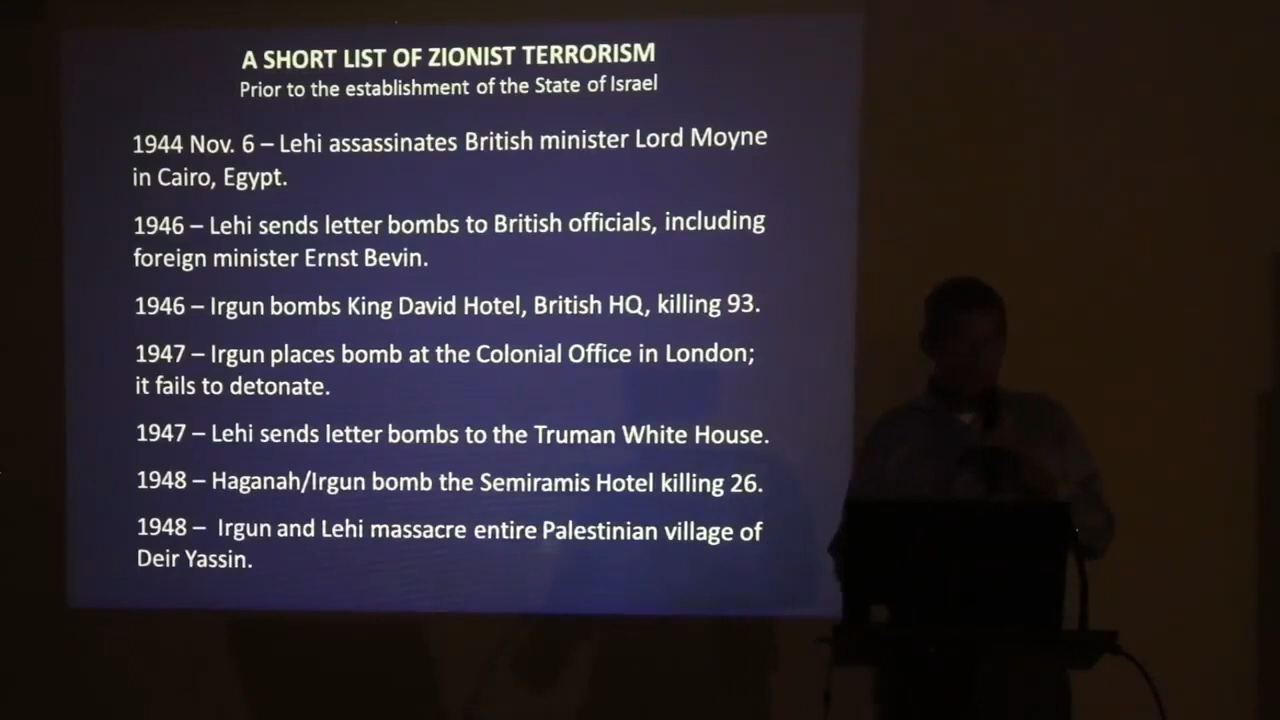 A SHORT LIST OF ZIONIST TERRORISM
Prior to the establishment of the State of Israel
1944 Nov. 6 – Lehi assassinates British minister Lord Moyne
in Cairo, Egypt.
1946 – Lehi sends letter bombs to British officials, including
foreign minister Ernst Bevin.
1946 – Irgun bombs King David Hotel, British HQ, killing 93.
1947 – Irgun places bomb at the Colonial Office in London;
it fails to detonate.
1947 – Lehi sends letter bombs to the Truman White House.
1948 – Haganah/Irgun bomb the Semiramis Hotel killing 26.
1948 – Irgun and Lehi massacre entire Palestinian village of
Deir Yassin.